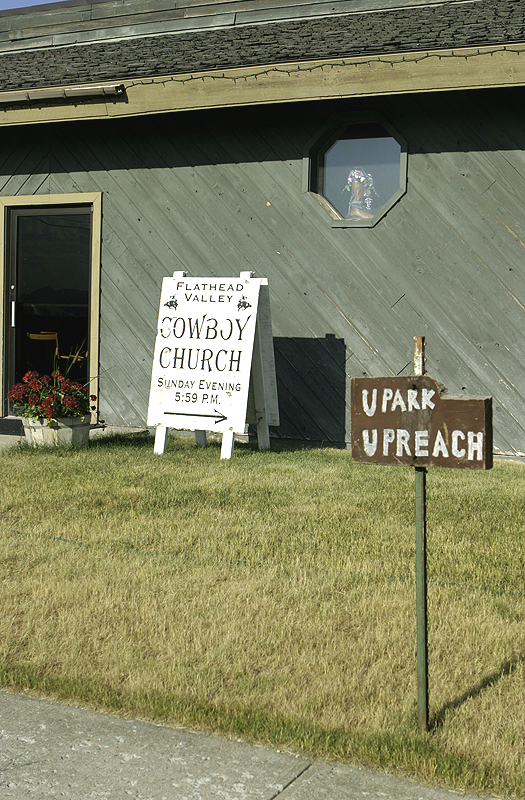 FLATHEAD
VALLEY
COWBOY
CHURCH
SUNDAY EVENING
5:59 P.M.
U PARK
U PREACH